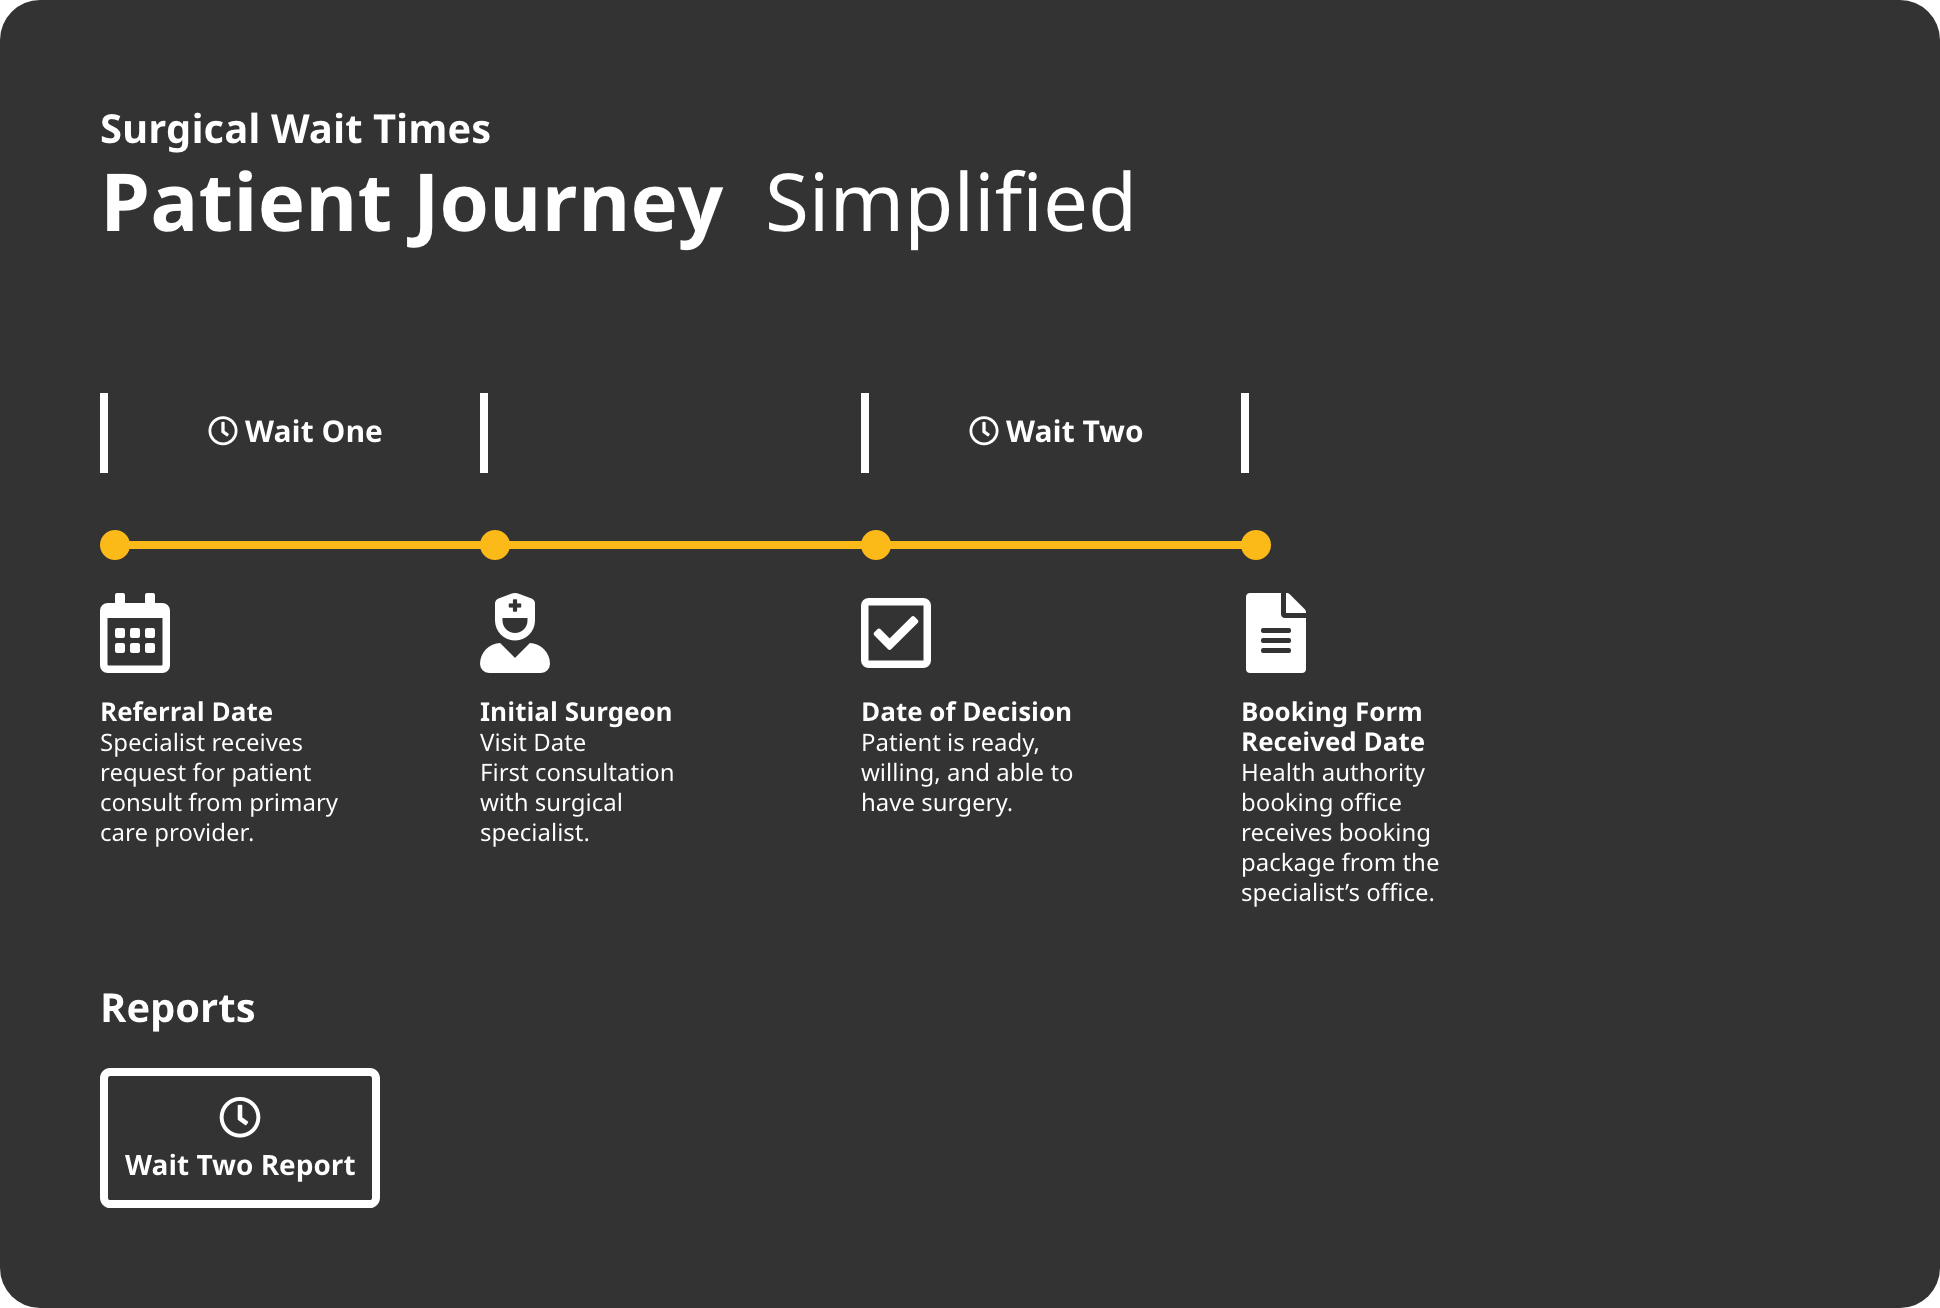 Surgical Wait Times
Patient Journey Simplified
Wait One
Wait Two
Referral Date
Specialist receives
request for patient
consult from primary
care provider.
Initial Surgeon
Visit Date
First consultation
with surgical
specialist.
Date of Decision
Patient is ready,
willing, and able to
have surgery.
Booking Form
Received Date
Health authority
booking office
receives booking
package from the
specialist’s office.
Reports
Wait Two Report